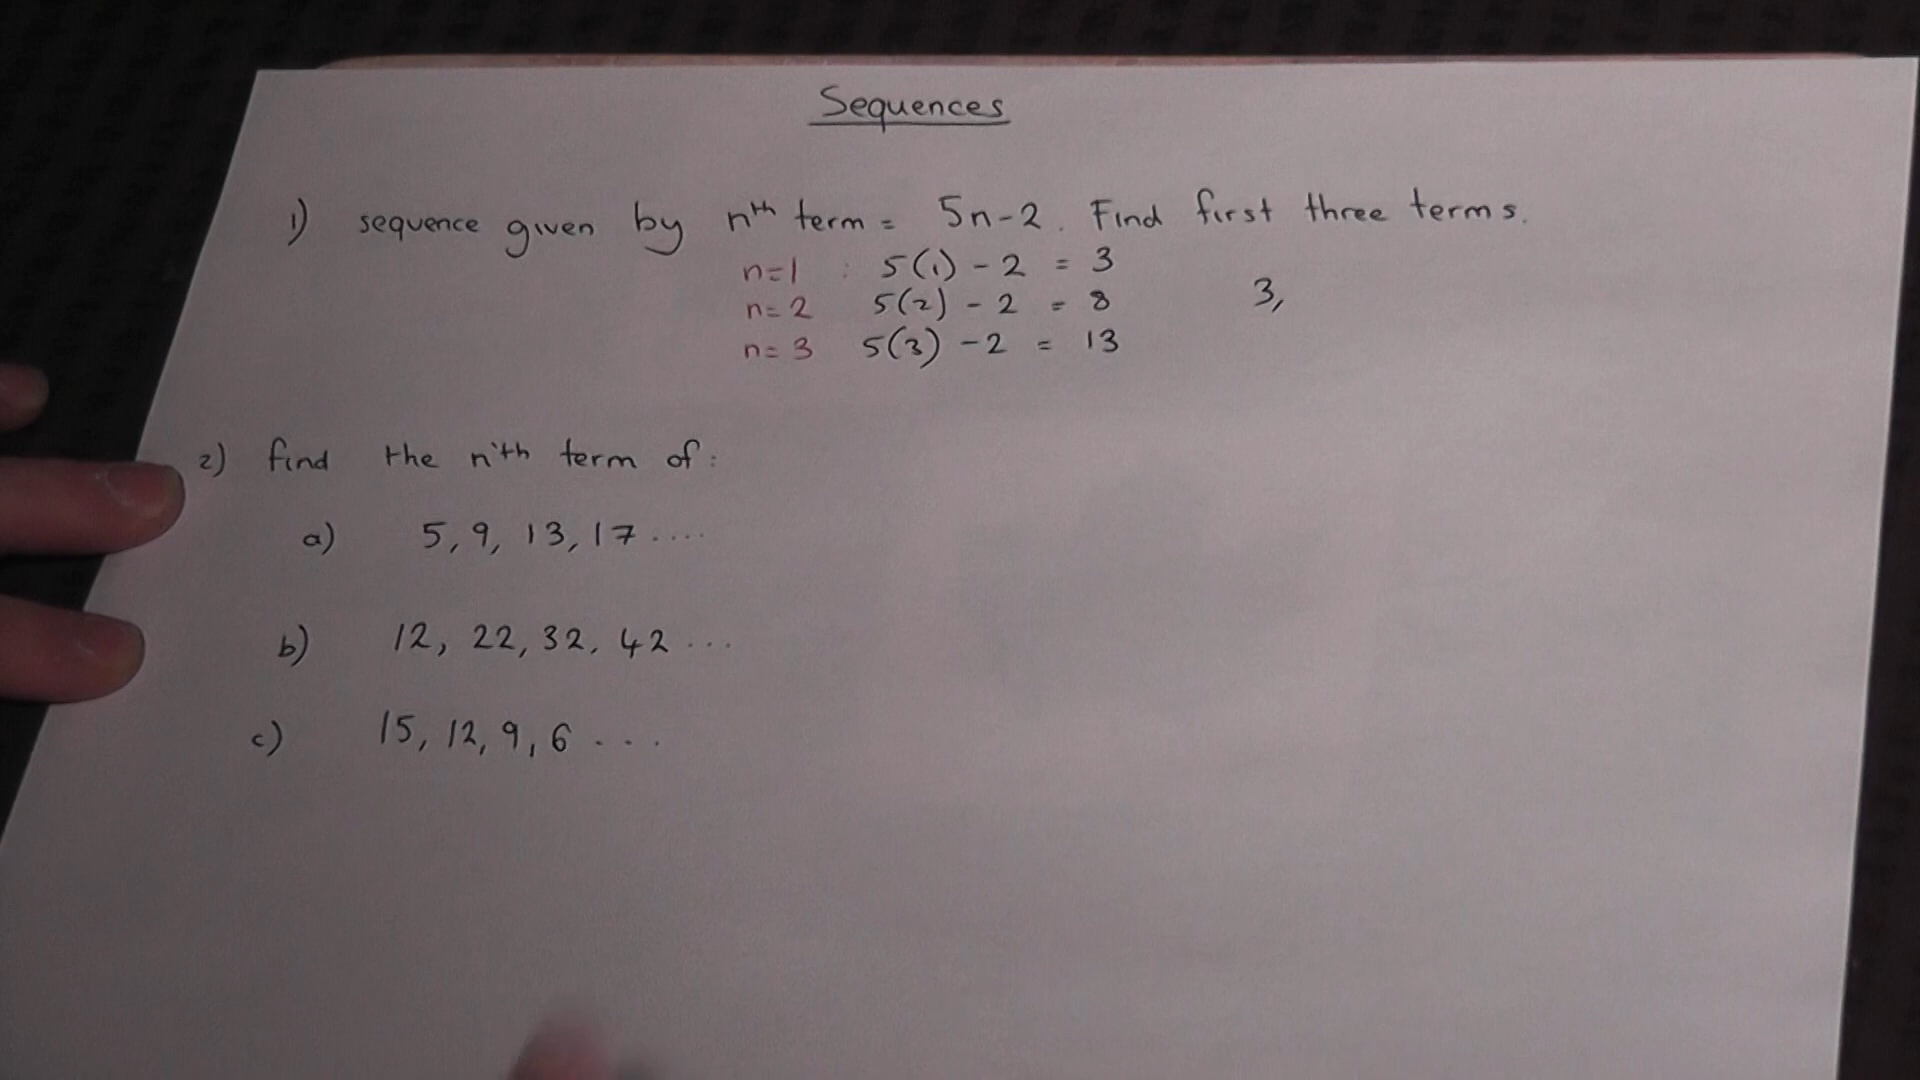 Sequences
1) sequence given by nth term = 5n-2. Find first three terms.
n=1 : 5(1) - 2 = 3
n=2 5(2) - 2 = 8 3,
n=3 5(3) - 2 = 13
2) find the n'th term of:
a) 5, 9, 13, 17 ....
b) 12, 22, 32, 42 ...
c) 15, 12, 9, 6 ...